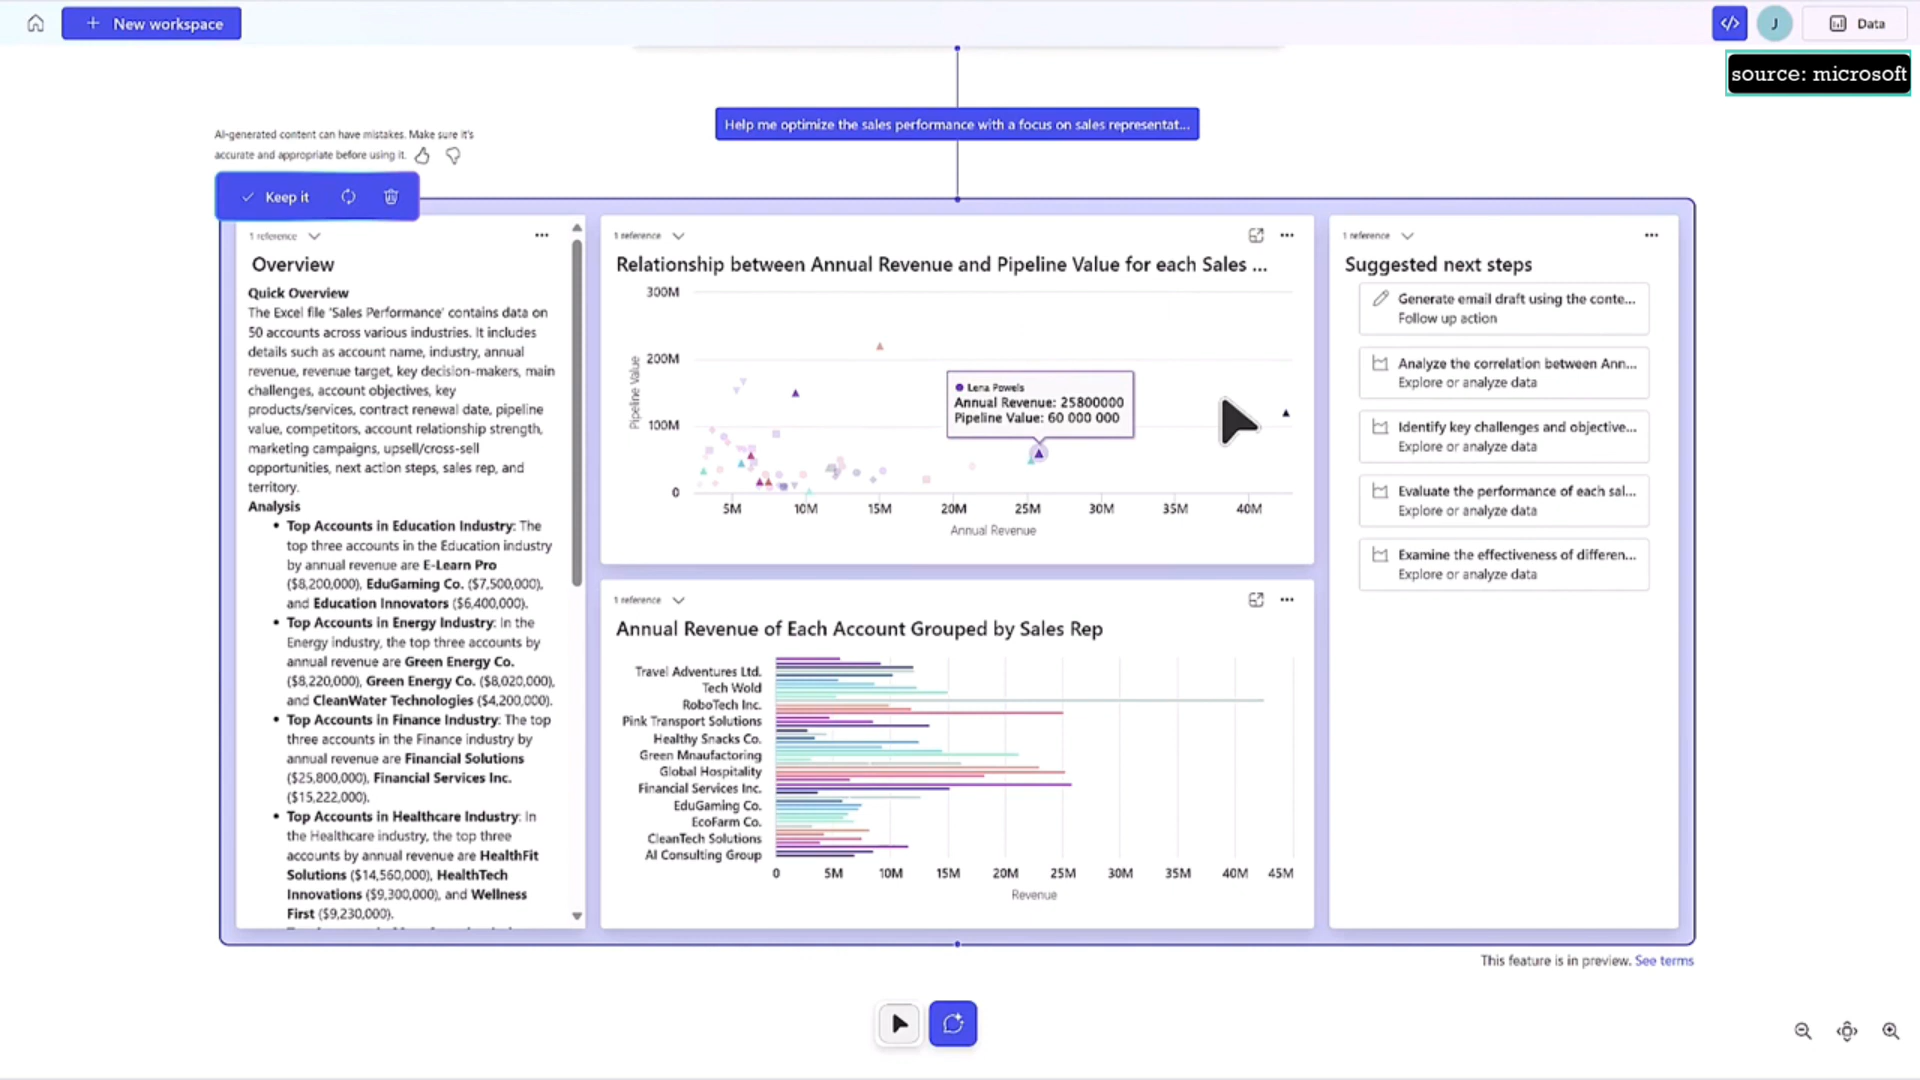 New workspace
J
Data
source: microsoft
Help me optimize the sales performance with a focus on sales representat...
AI-generated content can have mistakes. Make sure it's
accurate and appropriate before using it.
Keep it
1 reference
Overview
Quick Overview
The Excel file 'Sales Performance' contains data on
50 accounts across various industries. It includes
details such as account name, industry, annual
revenue, revenue target, key decision-makers, main
challenges, account objectives, key
products/services, contract renewal date, pipeline
value, competitors, account relationship strength,
marketing campaigns, upsell/cross-sell
opportunities, next action steps, sales rep, and
territory.
Analysis
• Top Accounts in Education Industry: The
top three accounts in the Education industry
by annual revenue are E-Learn Pro
($8,200,000), EduGaming Co. ($7,500,000),
and Education Innovators ($6,400,000).
• Top Accounts in Energy Industry: In the
Energy industry, the top three accounts by
annual revenue are Green Energy Co.
($8,220,000), Green Energy Co. ($8,020,000),
and CleanWater Technologies ($4,200,000).
• Top Accounts in Finance Industry: The top
three accounts in the Finance industry by
annual revenue are Financial Solutions
($25,800,000), Financial Services Inc.
($15,222,000).
• Top Accounts in Healthcare Industry: In
the Healthcare industry, the top three
accounts by annual revenue are HealthFit
Solutions ($14,560,000), HealthTech
Innovations ($9,300,000), and Wellness
First ($9,230,000).
1 reference
Relationship between Annual Revenue and Pipeline Value for each Sales ...
300M
200M
100M
0
Pipeline Value
Lena Powels
Annual Revenue: 25800000
Pipeline Value: 60 000 000
5M 10M 15M 20M 25M 30M 35M 40M
Annual Revenue
1 reference
Annual Revenue of Each Account Grouped by Sales Rep
Travel Adventures Ltd.
Tech Wold
RoboTech Inc.
Pink Transport Solutions
Healthy Snacks Co.
Green Mnaufactoring
Global Hospitality
Financial Services Inc.
EduGaming Co.
EcoFarm Co.
CleanTech Solutions
AI Consulting Group
0 5M 10M 15M 20M 25M 30M 35M 40M 45M
Revenue
1 reference
Suggested next steps
Generate email draft using the conte...
Follow up action
Analyze the correlation between Ann...
Explore or analyze data
Identify key challenges and objective...
Explore or analyze data
Evaluate the performance of each sal...
Explore or analyze data
Examine the effectiveness of differen...
Explore or analyze data
This feature is in preview. See terms